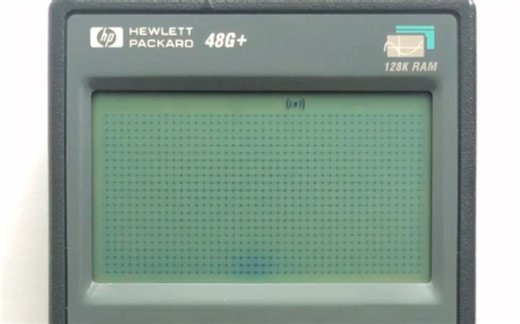 hp HEWLETT
PACKARD 48G+
128K RAM
((•))